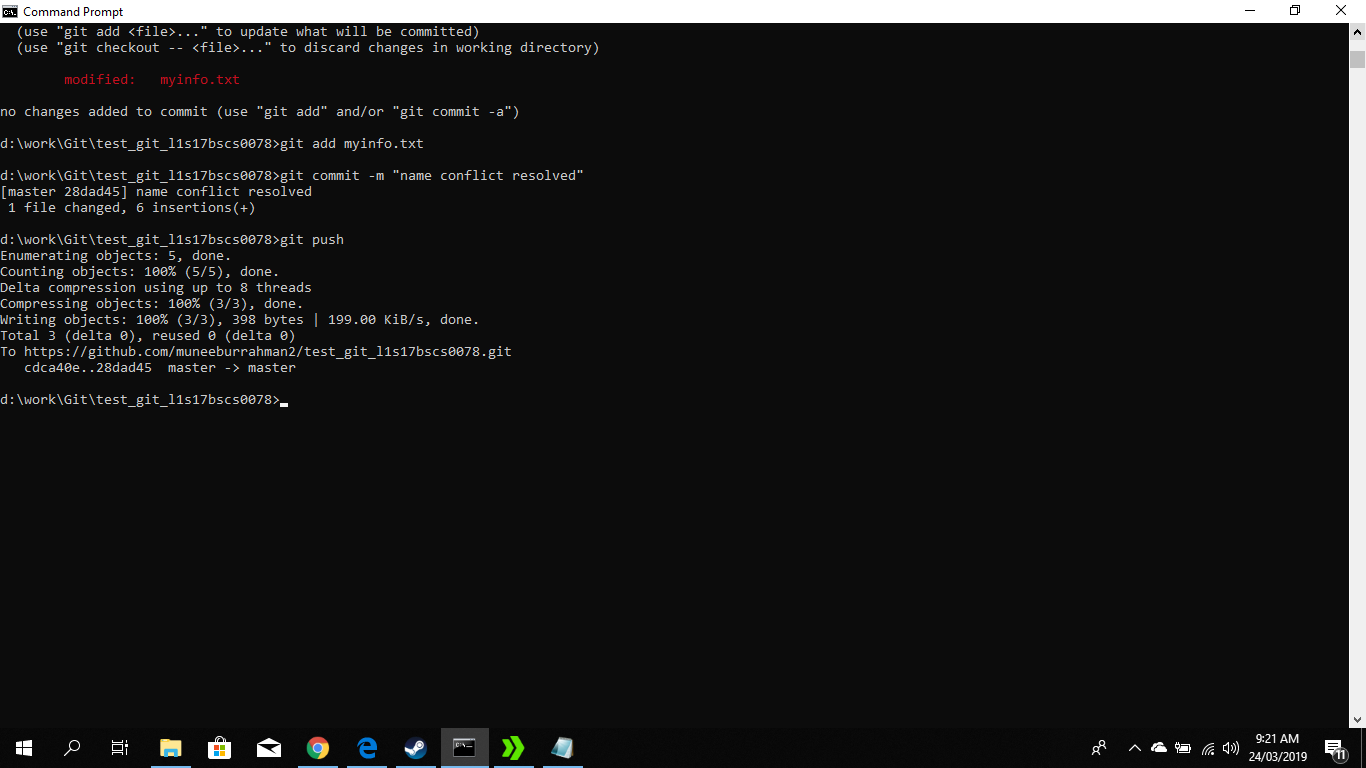 Command Prompt
(use "git add <file>..." to update what will be committed)
(use "git checkout -- <file>..." to discard changes in working directory)
modified:   myinfo.txt
no changes added to commit (use "git add" and/or "git commit -a")
d:\work\Git\test_git_l1s17bscs0078>git add myinfo.txt
d:\work\Git\test_git_l1s17bscs0078>git commit -m "name conflict resolved"
[master 28dad45] name conflict resolved
1 file changed, 6 insertions(+)
d:\work\Git\test_git_l1s17bscs0078>git push
Enumerating objects: 5, done.
Counting objects: 100% (5/5), done.
Delta compression using up to 8 threads
Compressing objects: 100% (3/3), done.
Writing objects: 100% (3/3), 398 bytes | 199.00 KiB/s, done.
Total 3 (delta 0), reused 0 (delta 0)
To https://github.com/muneeburrahman2/test_git_l1s17bscs0078.git
cdca40e..28dad45  master -> master
d:\work\Git\test_git_l1s17bscs0078>
9:21 AM
24/03/2019
11